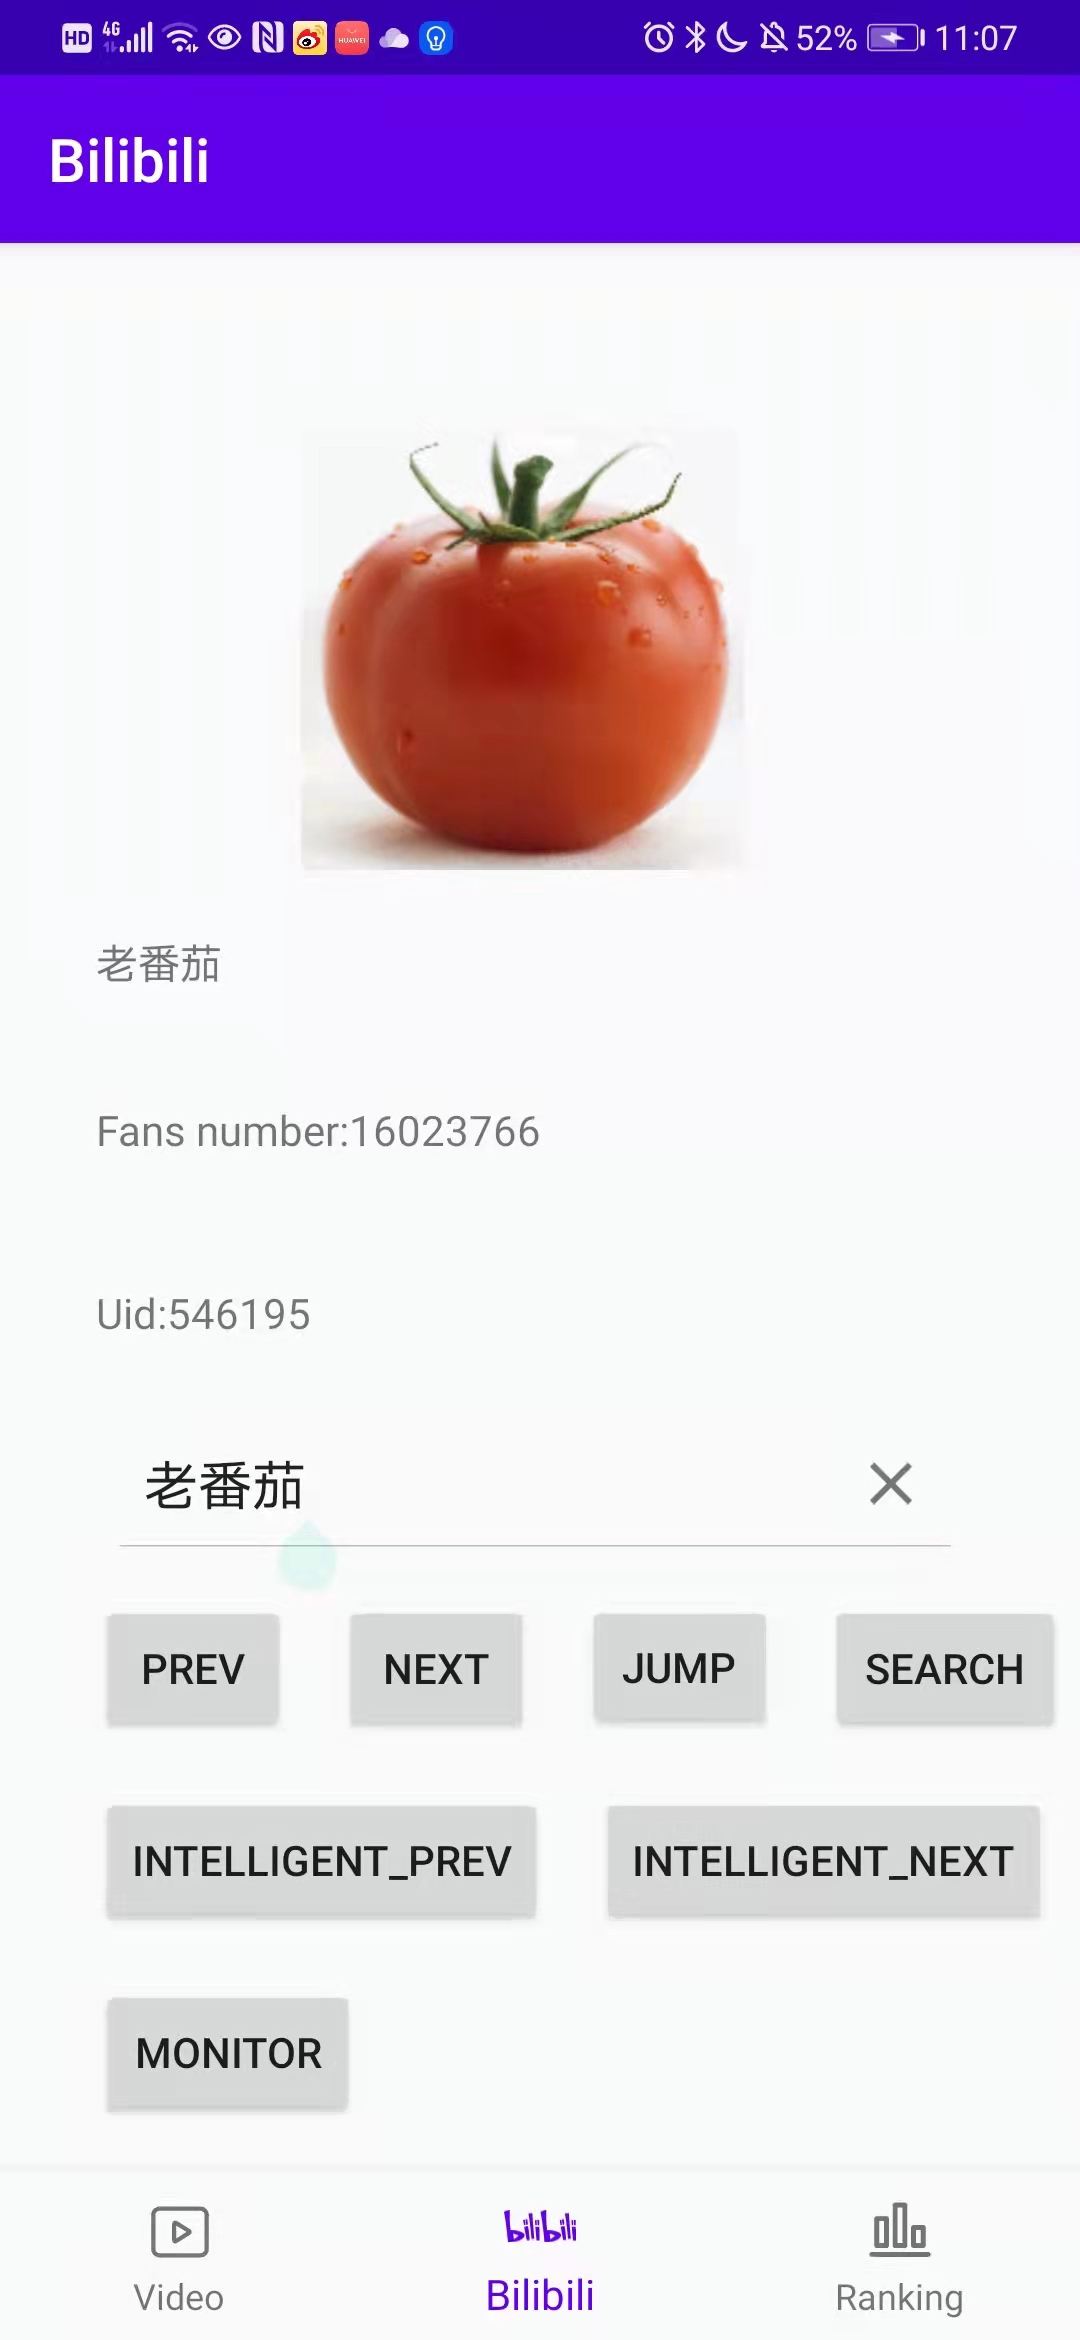 HD 4G HUAWEI 52% 11:07
Bilibili
老番茄
Fans number:16023766
Uid:546195
老番茄
PREV NEXT JUMP SEARCH
INTELLIGENT_PREV INTELLIGENT_NEXT
MONITOR
bilibili
Video Bilibili Ranking